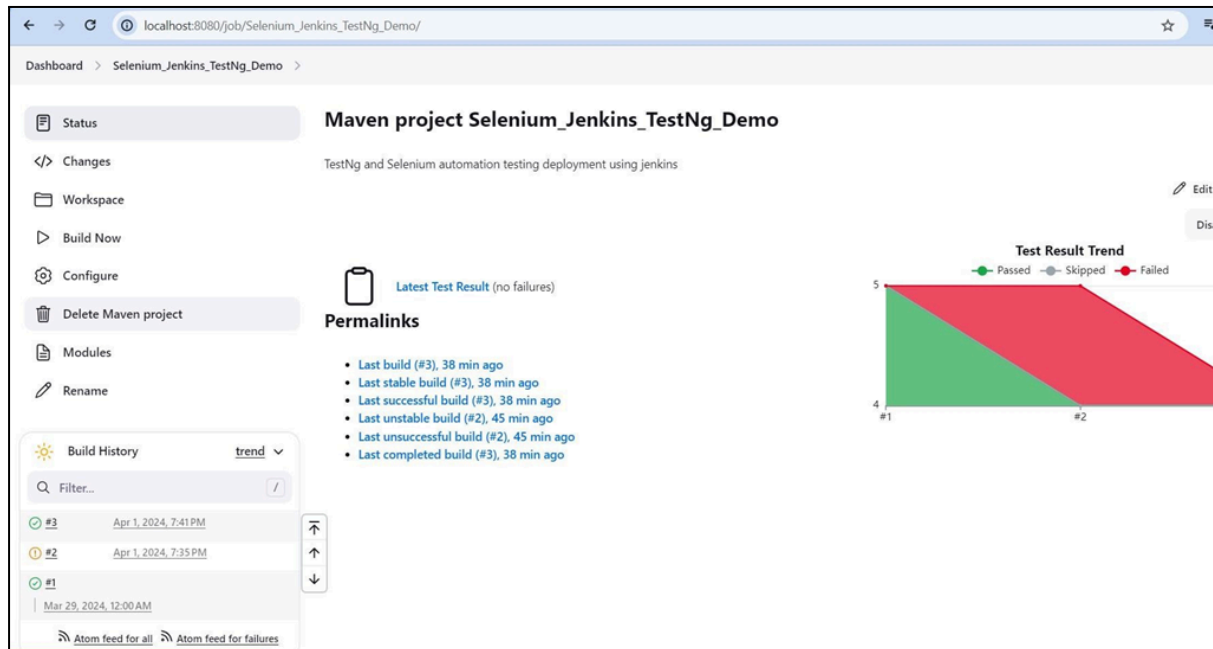 localhost:8080/job/Selenium_Jenkins_TestNg_Demo/
Dashboard > Selenium_Jenkins_TestNg_Demo >
Status
Changes
Workspace
Build Now
Configure
Delete Maven project
Modules
Rename
Build History trend
Filter... /
#3 Apr 1, 2024, 7:41 PM
#2 Apr 1, 2024, 7:35 PM
#1
Mar 29, 2024, 12:00 AM
Atom feed for all Atom feed for failures
Maven project Selenium_Jenkins_TestNg_Demo
TestNg and Selenium automation testing deployment using jenkins
Edit
Dis
Latest Test Result (no failures)
Permalinks
Last build (#3), 38 min ago
Last stable build (#3), 38 min ago
Last successful build (#3), 38 min ago
Last unstable build (#2), 45 min ago
Last unsuccessful build (#2), 45 min ago
Last completed build (#3), 38 min ago
Test Result Trend
Passed Skipped Failed
5
4
#1 #2